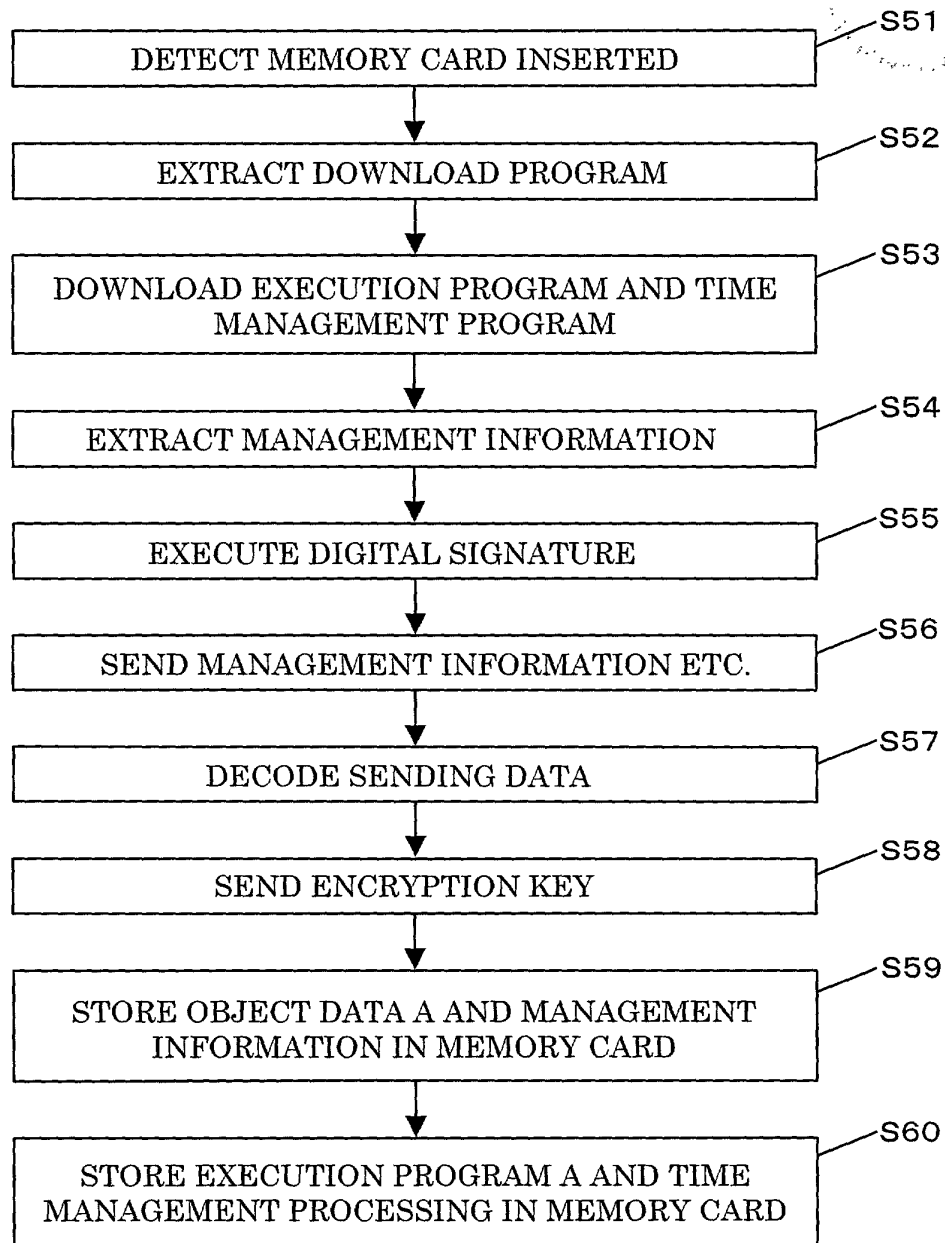 S51
DETECT MEMORY CARD INSERTED
S52
EXTRACT DOWNLOAD PROGRAM
S53
DOWNLOAD EXECUTION PROGRAM AND TIME
MANAGEMENT PROGRAM
S54
EXTRACT MANAGEMENT INFORMATION
S55
EXECUTE DIGITAL SIGNATURE
S56
SEND MANAGEMENT INFORMATION ETC.
S57
DECODE SENDING DATA
S58
SEND ENCRYPTION KEY
S59
STORE OBJECT DATA A AND MANAGEMENT
INFORMATION IN MEMORY CARD
S60
STORE EXECUTION PROGRAM A AND TIME
MANAGEMENT PROCESSING IN MEMORY CARD